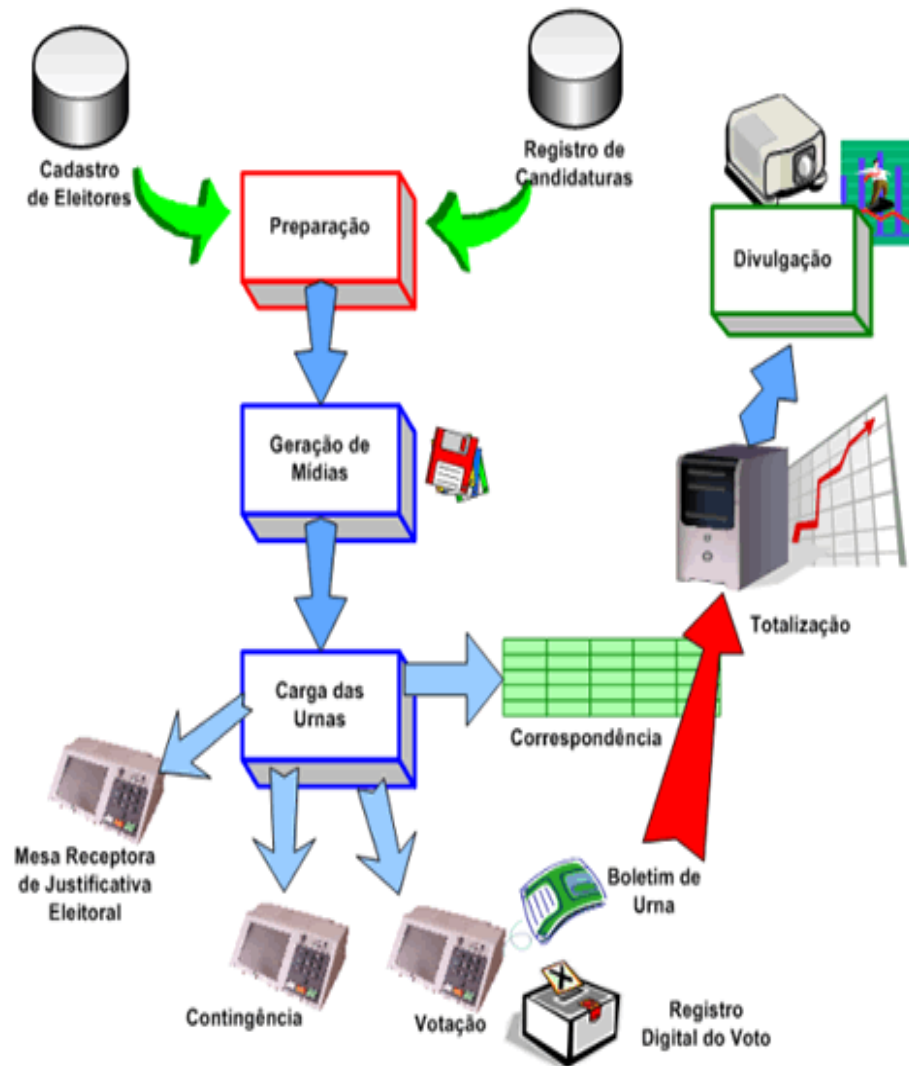 Cadastro
de Eleitores
Registro de
Candidaturas
Preparação
Divulgação
Geração de
Mídias
Totalização
Carga das
Urnas
Correspondência
Mesa Receptora
de Justificativa
Eleitoral
Boletim de
Urna
Contingência
Votação
Registro
Digital do Voto